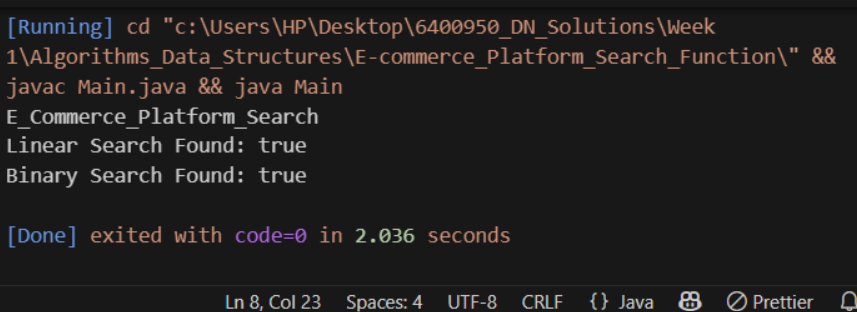 [Running] cd "c:\Users\HP\Desktop\6400950_DN_Solutions\Week
1\Algorithms_Data_Structures\E-commerce_Platform_Search_Function\" &&
javac Main.java && java Main
E_Commerce_Platform_Search
Linear Search Found: true
Binary Search Found: true
[Done] exited with code=0 in 2.036 seconds
Ln 8, Col 23 Spaces: 4 UTF-8 CRLF {} Java Prettier